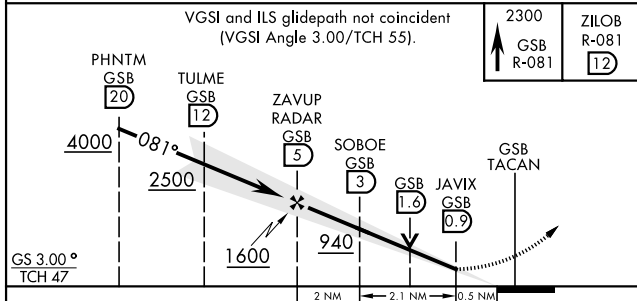 VGSI and ILS glidepath not coincident
(VGSI Angle 3.00/TCH 55).
2300
GSB
R-081
ZILOB
R-081
12
PHNTM
GSB
20
TULME
GSB
12
ZAVUP
RADAR
GSB
5
SOBOE
GSB
3
GSB
1.6
JAVIX
GSB
0.9
GSB
TACAN
4000
081°
2500
1600
940
GS 3.00°
TCH 47
2 NM
2.1 NM
0.5 NM